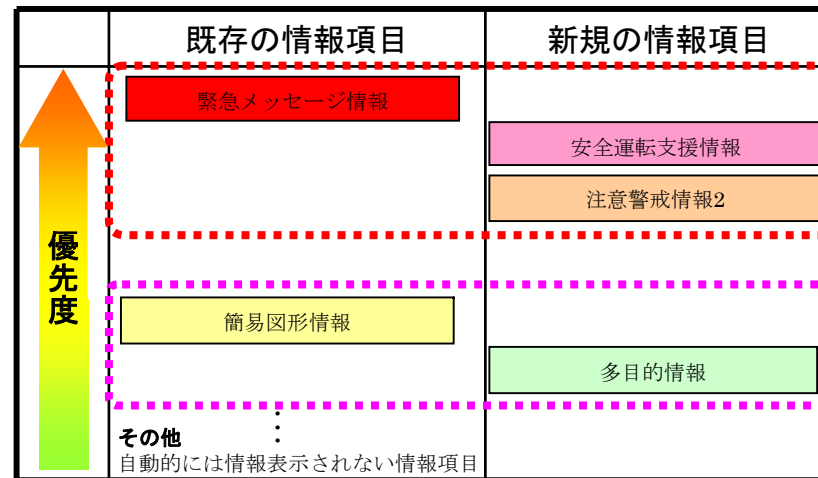 既存の情報項目
新規の情報項目
緊急メッセージ情報
安全運転支援情報
注意警戒情報2
優先度
簡易図形情報
多目的情報
その他
自動的には情報表示されない情報項目